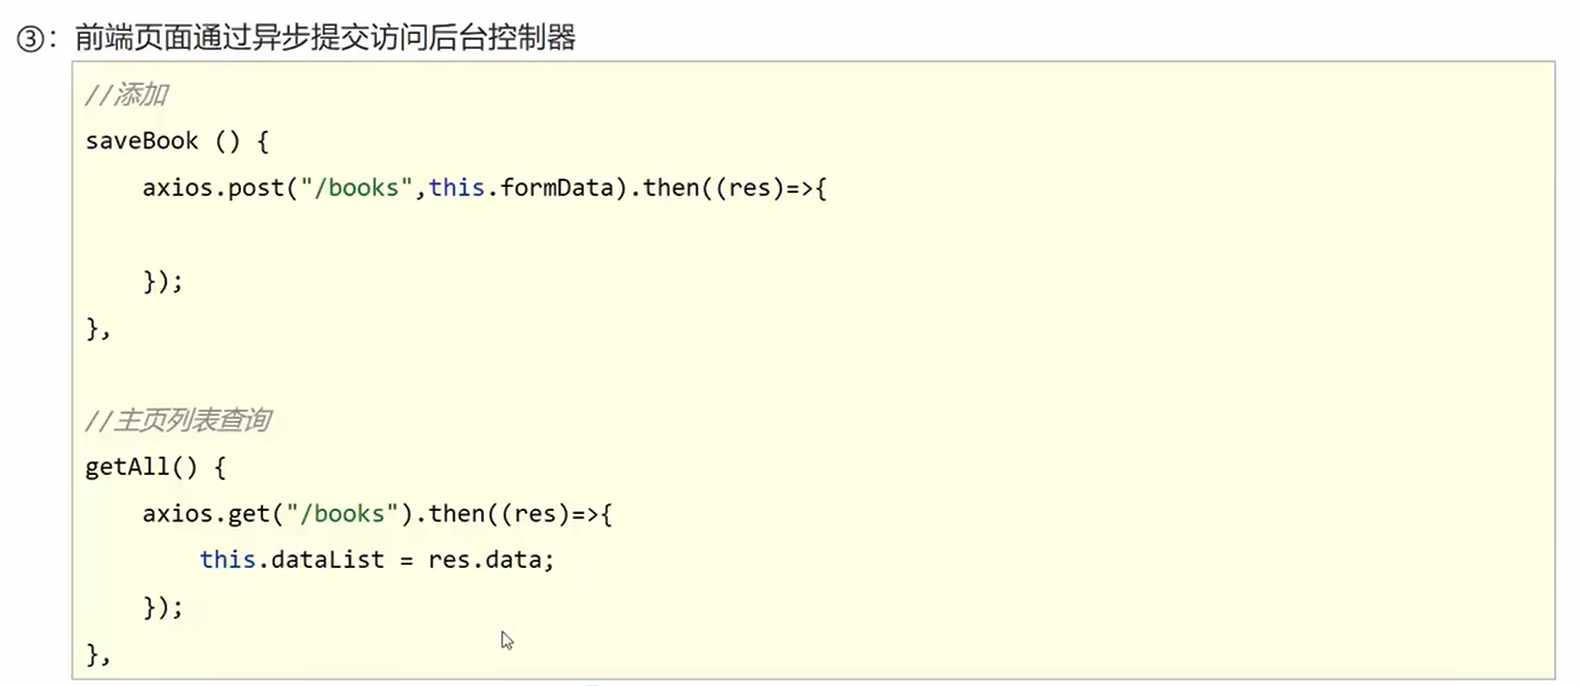 ③：前端页面通过异步提交访问后台控制器
//添加
saveBook () {
    axios.post("/books",this.formData).then((res)=>{
    });
},
//主页列表查询
getAll() {
    axios.get("/books").then((res)=>{
        this.dataList = res.data;
    });
},